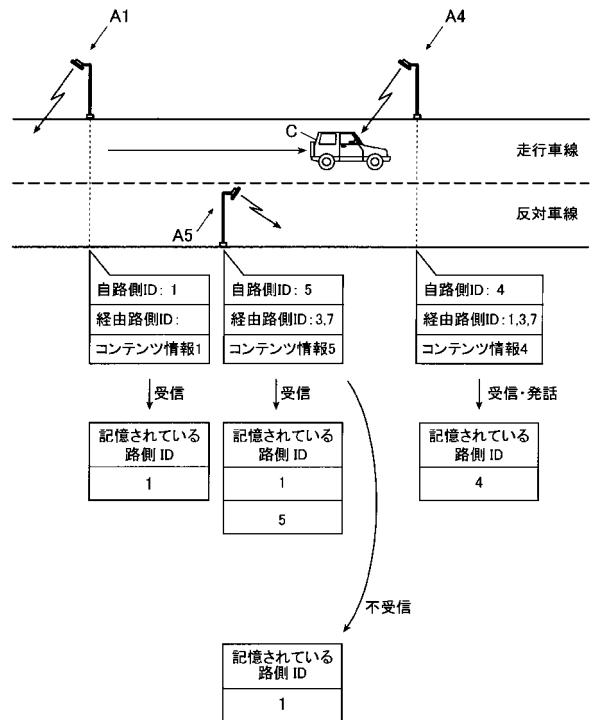 A1
A4
C
走行車線
反対車線
A5
自路側ID: 1
経由路側ID:
コンテンツ情報1
自路側ID: 5
経由路側ID:3,7
コンテンツ情報5
自路側ID: 4
経由路側ID:1,3,7
コンテンツ情報4
受信
受信
受信・発話
記憶されている
路側 ID
1
記憶されている
路側 ID
1
5
記憶されている
路側 ID
4
不受信
記憶されている
路側 ID
1